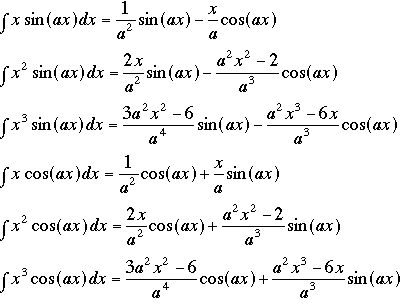 ∫ x sin(ax)dx = 1/a² sin(ax) − x/a cos(ax)
∫ x² sin(ax)dx = 2x/a² sin(ax) − (a²x² − 2)/a³ cos(ax)
∫ x³ sin(ax)dx = (3a²x² − 6)/a⁴ sin(ax) − (a²x³ − 6x)/a³ cos(ax)
∫ x cos(ax)dx = 1/a² cos(ax) + x/a sin(ax)
∫ x² cos(ax)dx = 2x/a² cos(ax) + (a²x² − 2)/a³ sin(ax)
∫ x³ cos(ax)dx = (3a²x² − 6)/a⁴ cos(ax) + (a²x³ − 6x)/a³ sin(ax)